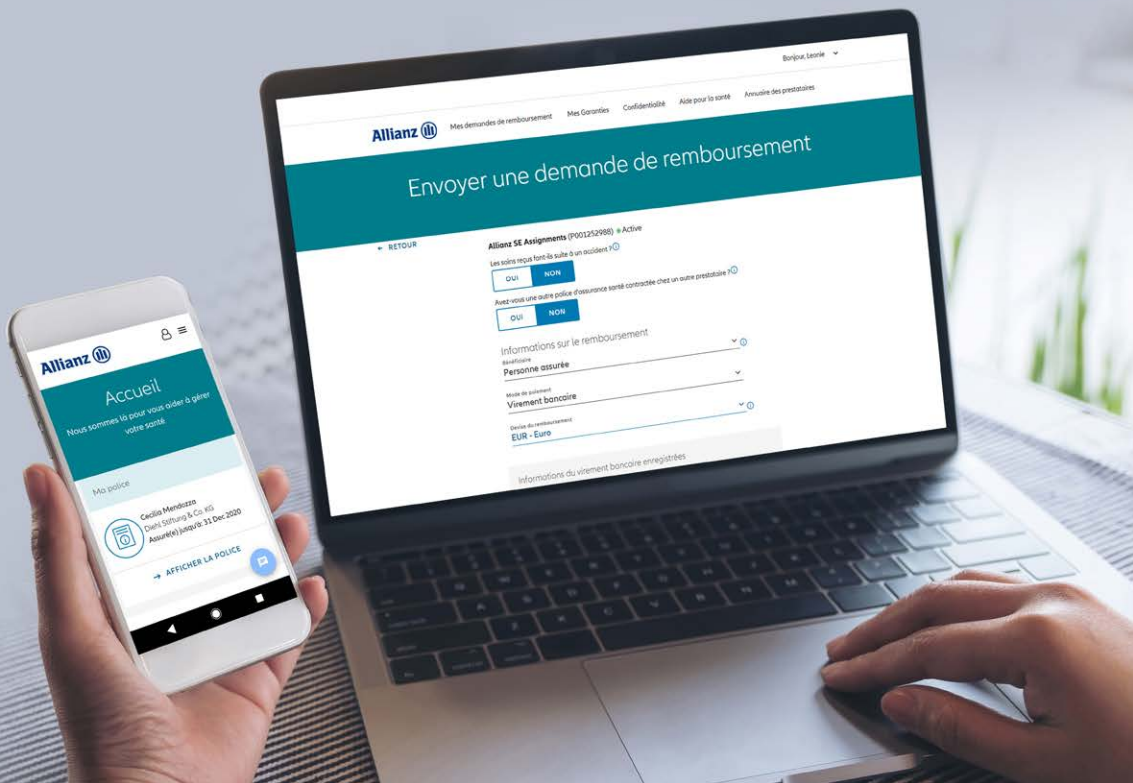 Allianz
Accueil
Nous sommes là pour vous aider à gérer
votre santé
Ma police
Cecilia Mendozza
Diehl Stiftung & Co. KG
Assuré(e) jusqu'à: 31 Dec 2020
→ AFFICHER LA POLICE
Bonjour, Leonie
Allianz
Mes demandes de remboursement Mes Garanties Confidentialité Aide pour la santé Annuaire des prestataires
Envoyer une demande de remboursement
RETOUR
Allianz SE Assignments (P001252988) Active
Les soins reçus font-ils suite à un accident ?
OUI NON
Avez-vous une autre police d'assurance santé contractée chez un autre prestataire ?
OUI NON
Informations sur le remboursement
Bénéficiaire
Personne assurée
Mode de paiement
Virement bancaire
Devise du remboursement
EUR - Euro
Informations du virement bancaire enregistrées